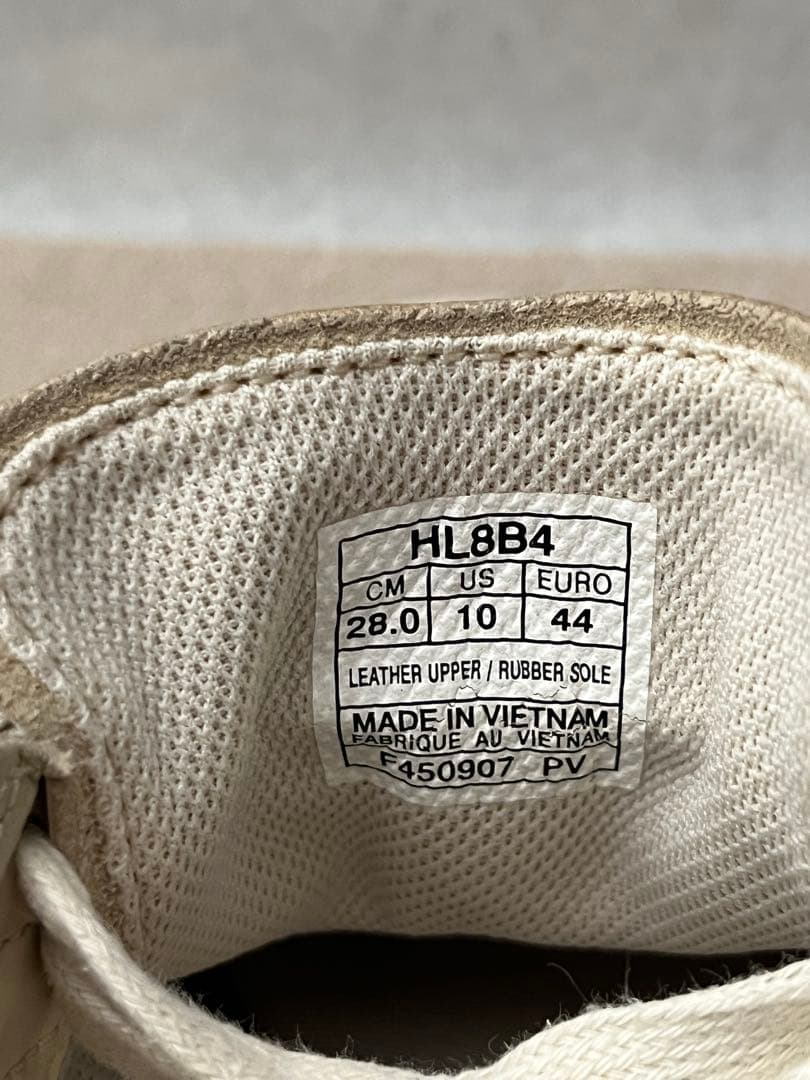 HL8B4
CM US EURO
28.0 10 44
LEATHER UPPER / RUBBER SOLE
MADE IN VIETNAM
FABRIQUE AU VIETNAM
F450907 PV